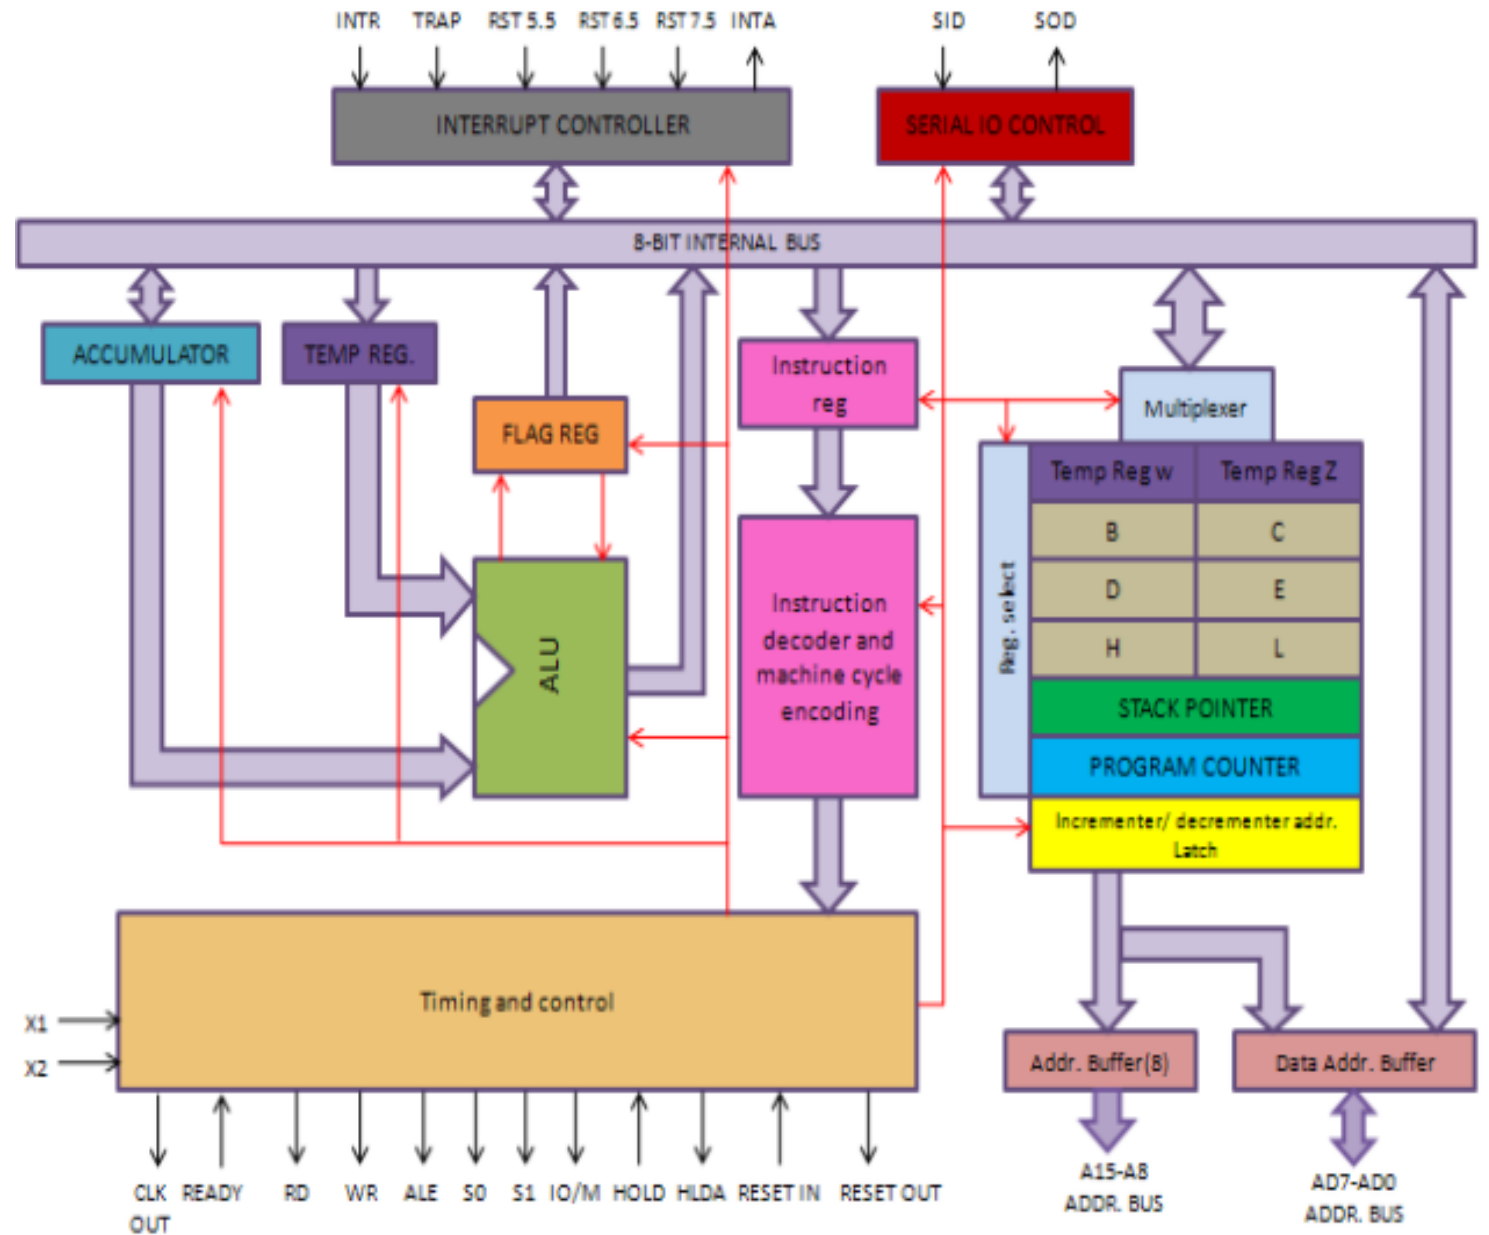 INTR TRAP RST 5.5 RST 6.5 RST 7.5 INTA SID SOD
INTERRUPT CONTROLLER
SERIAL IO CONTROL
8-BIT INTERNAL BUS
ACCUMULATOR
TEMP REG.
FLAG REG
ALU
Instruction
reg
Instruction
decoder and
machine cycle
encoding
Multiplexer
Reg. select
Temp Reg w
Temp Reg Z
B
C
D
E
H
L
STACK POINTER
PROGRAM COUNTER
Incrementer/ decrementer addr.
Latch
Timing and control
X1
X2
Addr. Buffer(8)
Data Addr. Buffer
CLK
OUT
READY
RD
WR
ALE
S0
S1
IO/M
HOLD
HLDA
RESET IN
RESET OUT
A15-A8
ADDR. BUS
AD7-AD0
ADDR. BUS